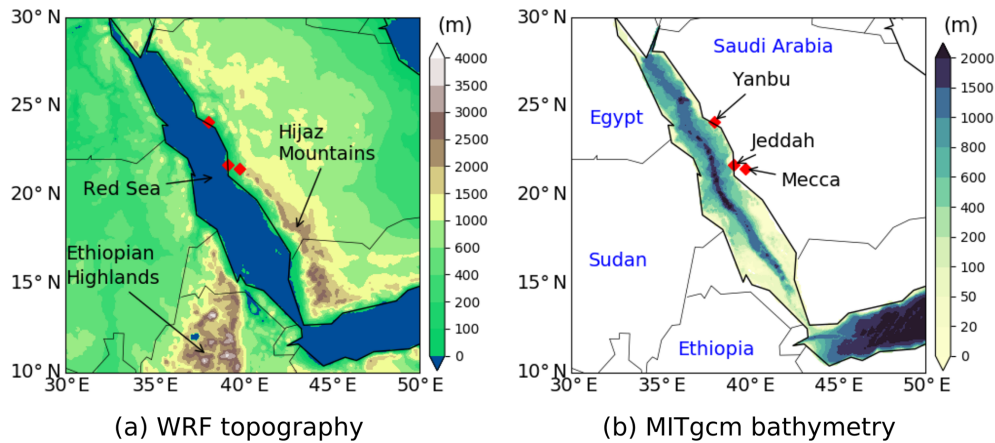 30° N
25° N
20° N
15° N
10° N
30° E
35° E
40° E
45° E
50° E
Hijaz
Mountains
Red Sea
Ethiopian
Highlands
(m)
4000
3000
2500
2000
1500
1000
600
400
200
100
0
(a) WRF topography
30° N
25° N
20° N
15° N
10° N
30° E
35° E
40° E
45° E
50° E
Saudi Arabia
Yanbu
Egypt
Jeddah
Mecca
Sudan
Ethiopia
(m)
2000
1500
1000
800
600
400
200
100
50
20
0
(b) MITgcm bathymetry